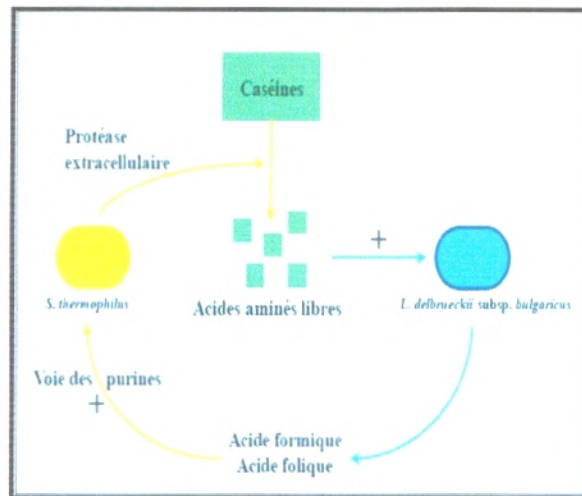 Caséines
Protéase
extracellulaire
+
S. thermophilus
Acides aminés libres
L. delbrueckii subsp. bulgaricus
Voie des purines
+
Acide formique
Acide folique